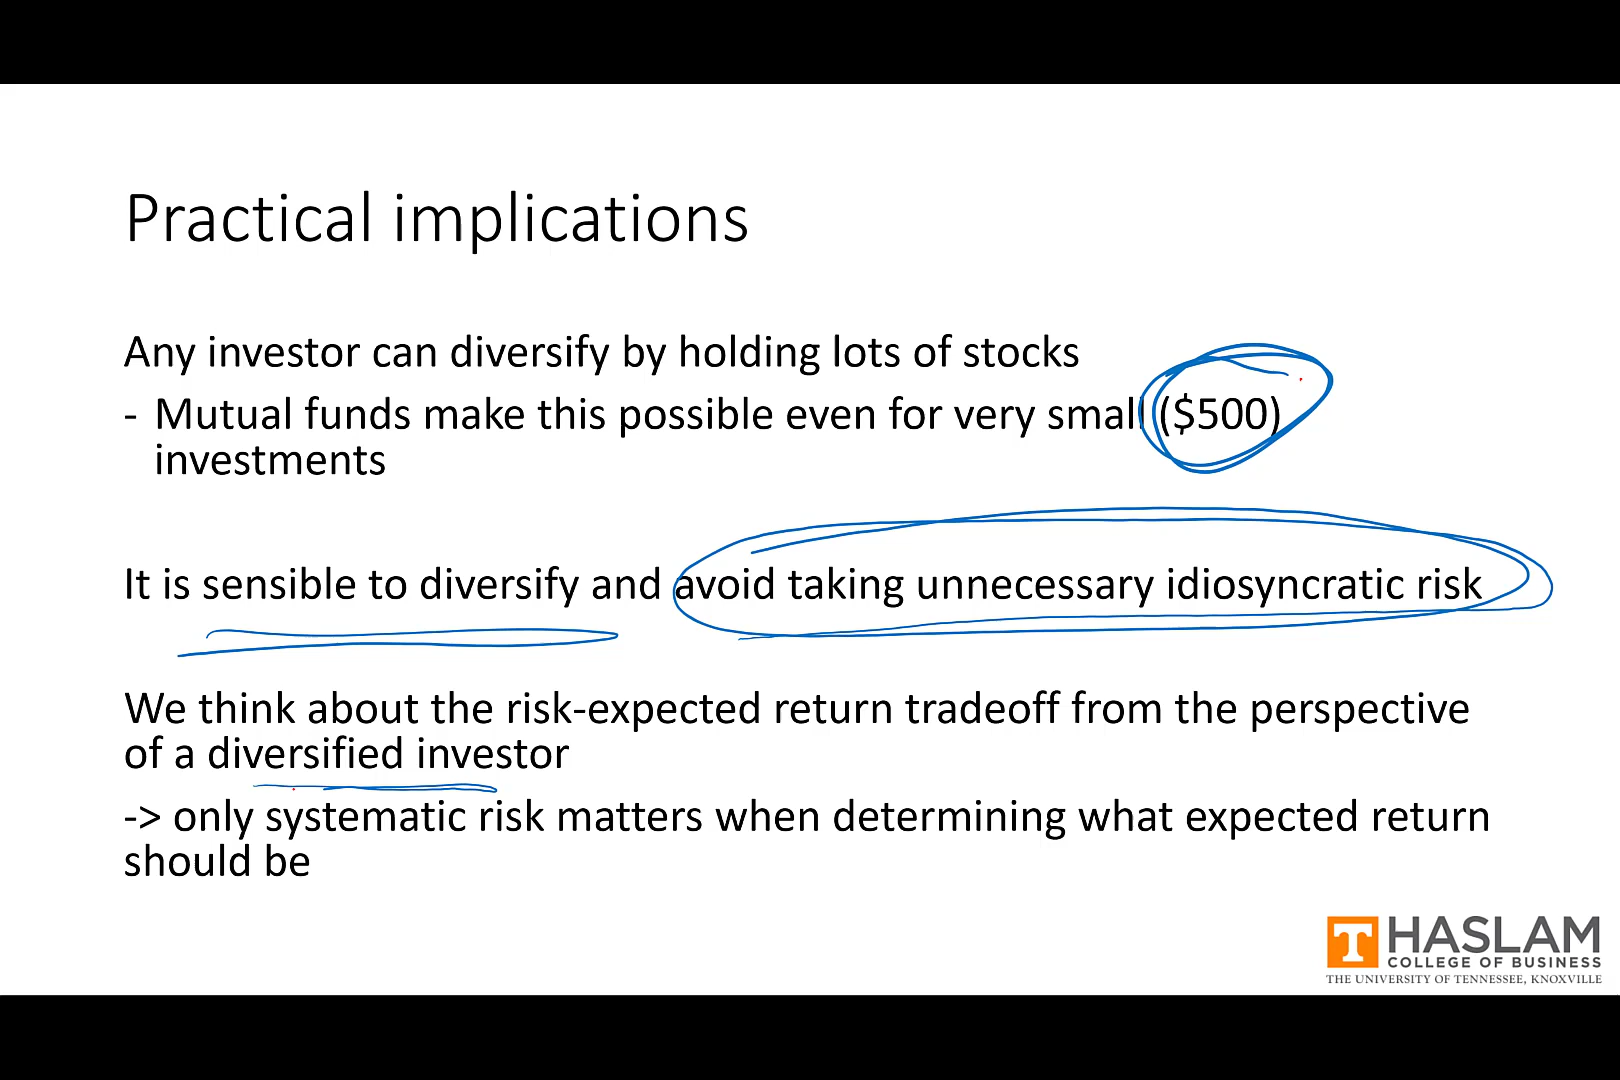 Practical implications
Any investor can diversify by holding lots of stocks
- Mutual funds make this possible even for very small ($500)
investments
It is sensible to diversify and avoid taking unnecessary idiosyncratic risk
We think about the risk-expected return tradeoff from the perspective
of a diversified investor
-> only systematic risk matters when determining what expected return
should be
T HASLAM
COLLEGE OF BUSINESS
THE UNIVERSITY OF TENNESSEE, KNOXVILLE